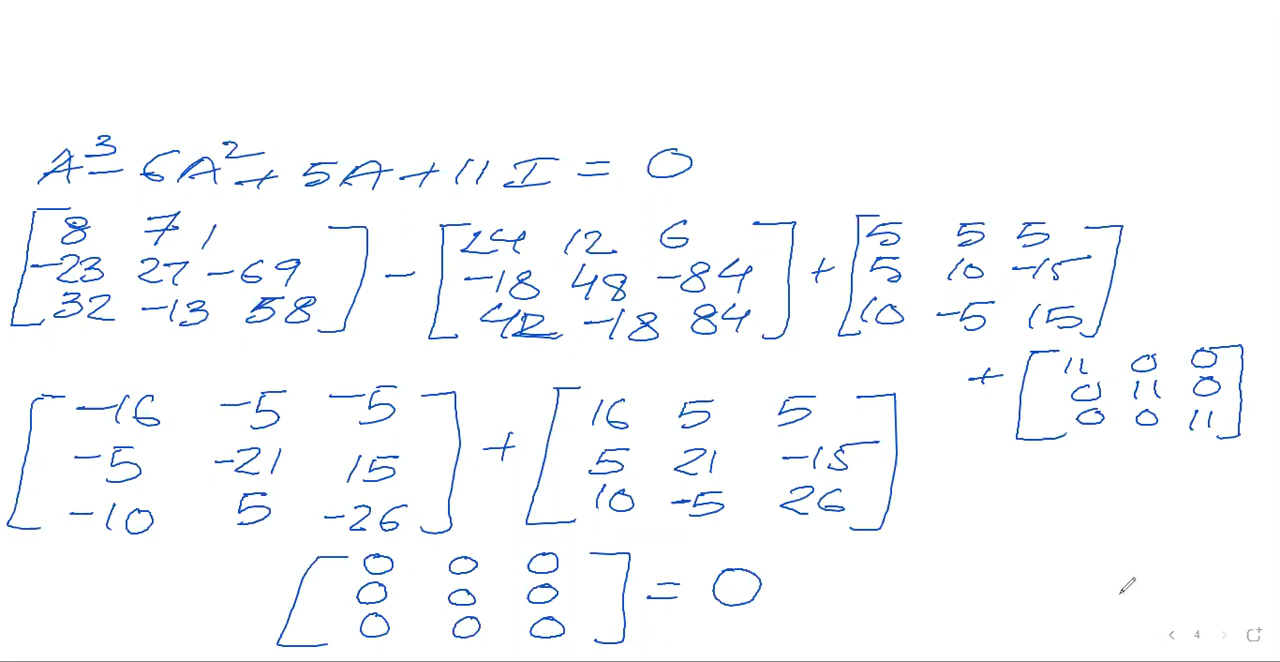 A³ - 6A² + 5A + 11 I = 0
[8 7 1; -23 27 -69; 32 -13 58] - [24 12 6; -18 48 -84; 42 -18 84] + [5 5 5; 5 10 -15; 10 -5 15]
+ [11 0 0; 0 11 0; 0 0 11]
[-16 -5 -5; -5 -21 15; -10 5 -26] + [16 5 5; 5 21 -15; 10 -5 26]
[0 0 0; 0 0 0; 0 0 0] = 0
< 4 >